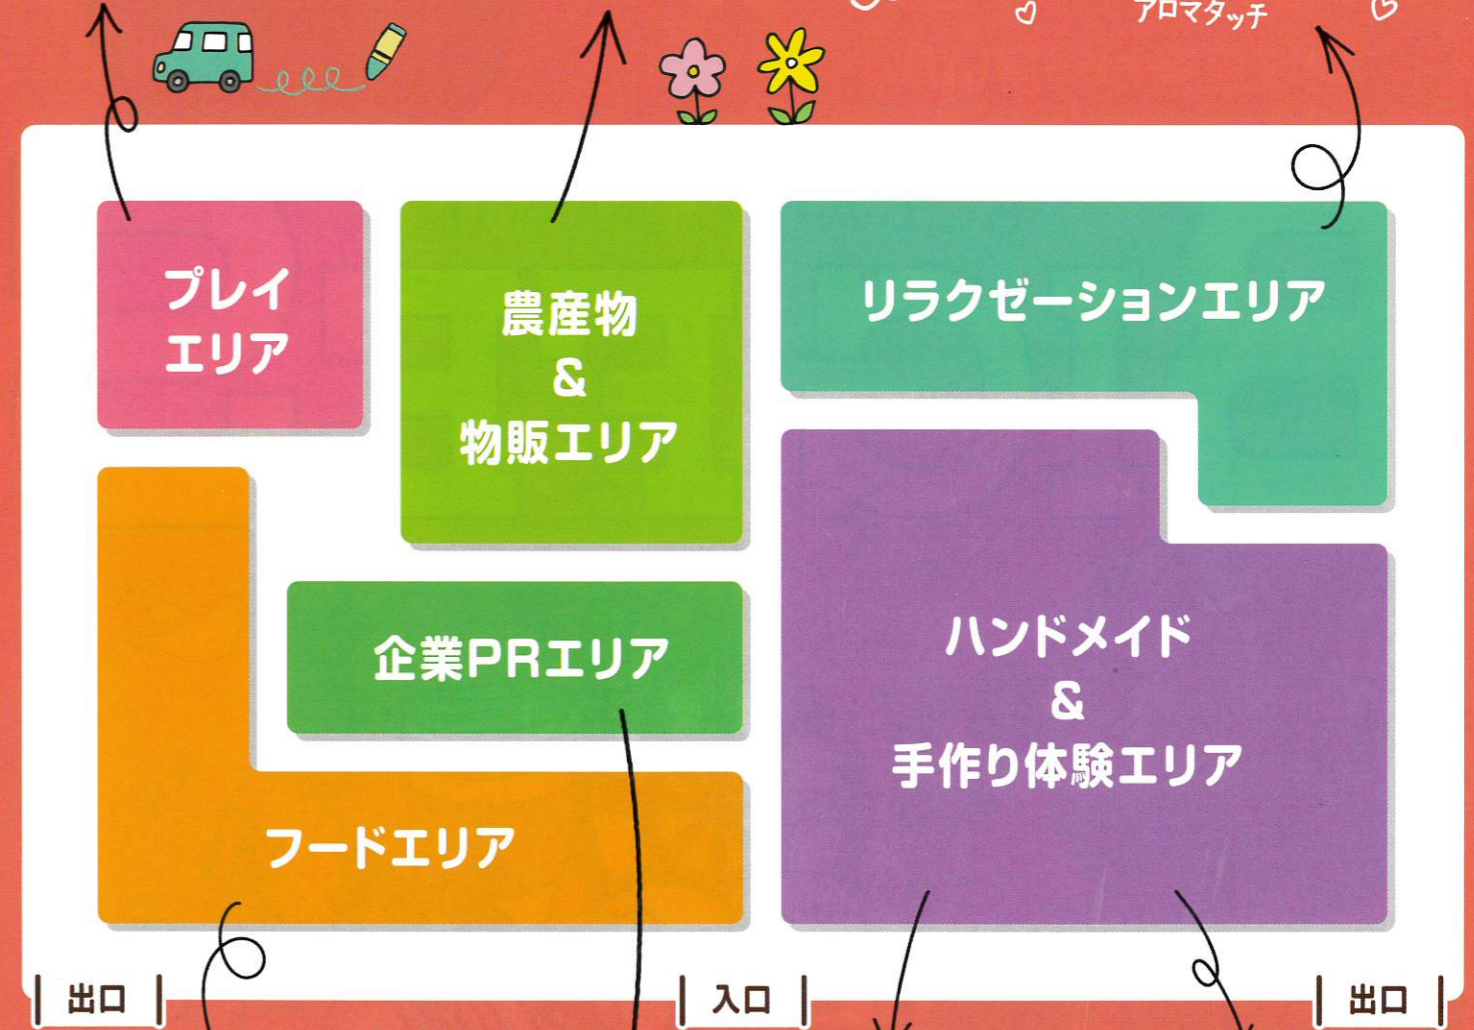 アロマタッチ
プレイ
エリア
農産物
&
物販エリア
リラクゼーションエリア
企業PRエリア
ハンドメイド
&
手作り体験エリア
フードエリア
出口
入口
出口